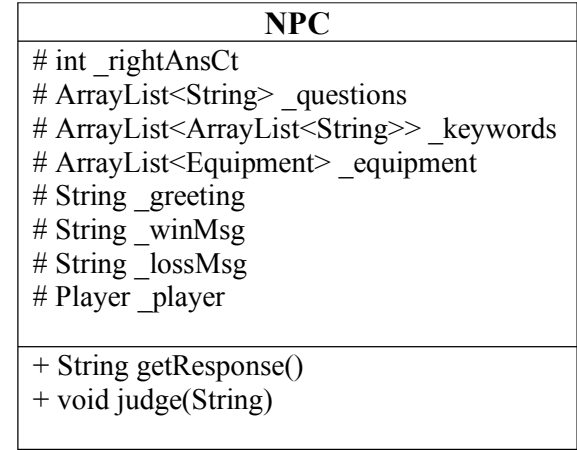 NPC
# int _rightAnsCt
# ArrayList<String> _questions
# ArrayList<ArrayList<String>> _keywords
# ArrayList<Equipment> _equipment
# String _greeting
# String _winMsg
# String _lossMsg
# Player _player
+ String getResponse()
+ void judge(String)